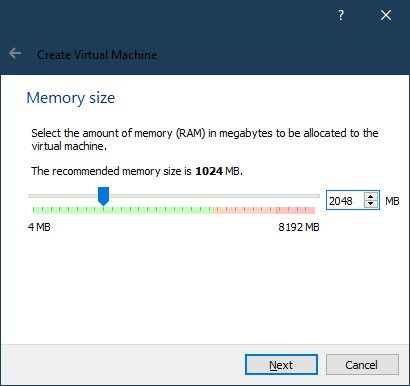 ?
Create Virtual Machine
Memory size
Select the amount of memory (RAM) in megabytes to be allocated to the
virtual machine.
The recommended memory size is 1024 MB.
2048 MB
4 MB 8192 MB
Next Cancel